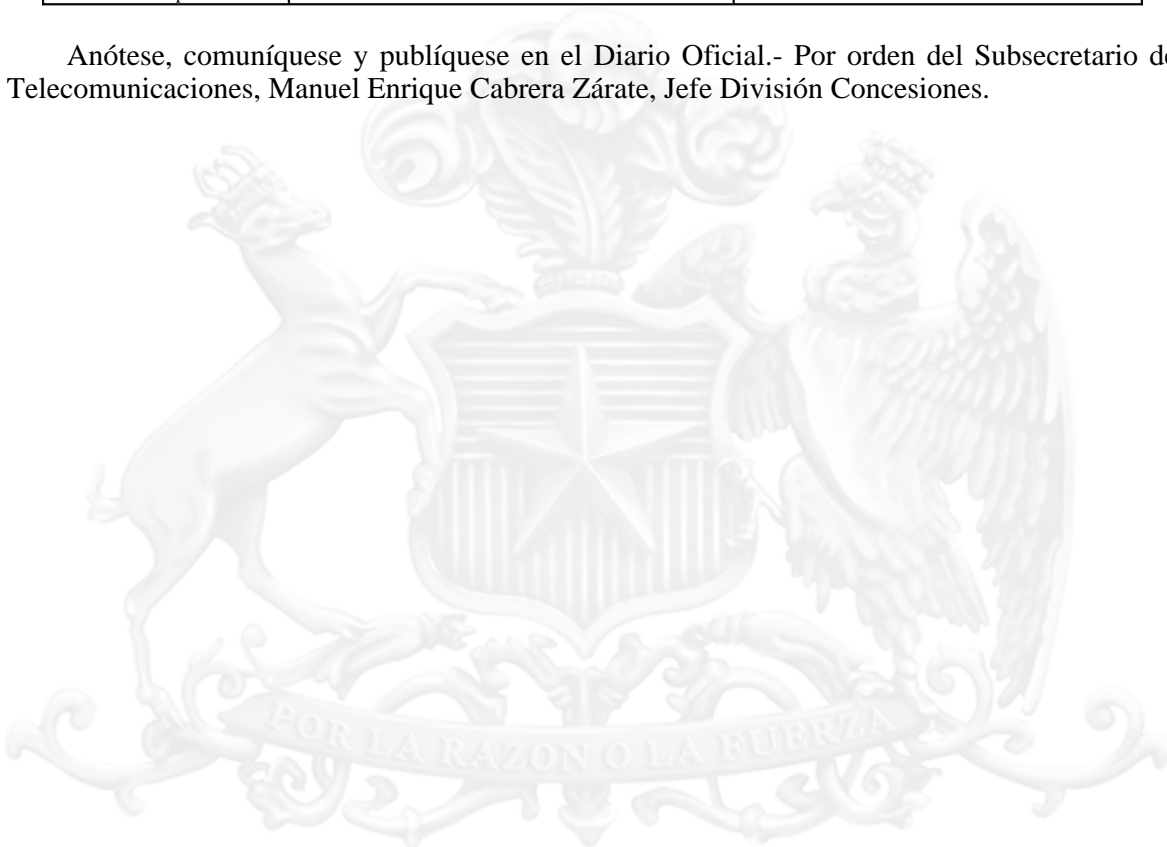 Anótese, comuníquese y publíquese en el Diario Oficial.- Por orden del Subsecretario de
Telecomunicaciones, Manuel Enrique Cabrera Zárate, Jefe División Concesiones.
POR LA RAZON O LA FUERZA